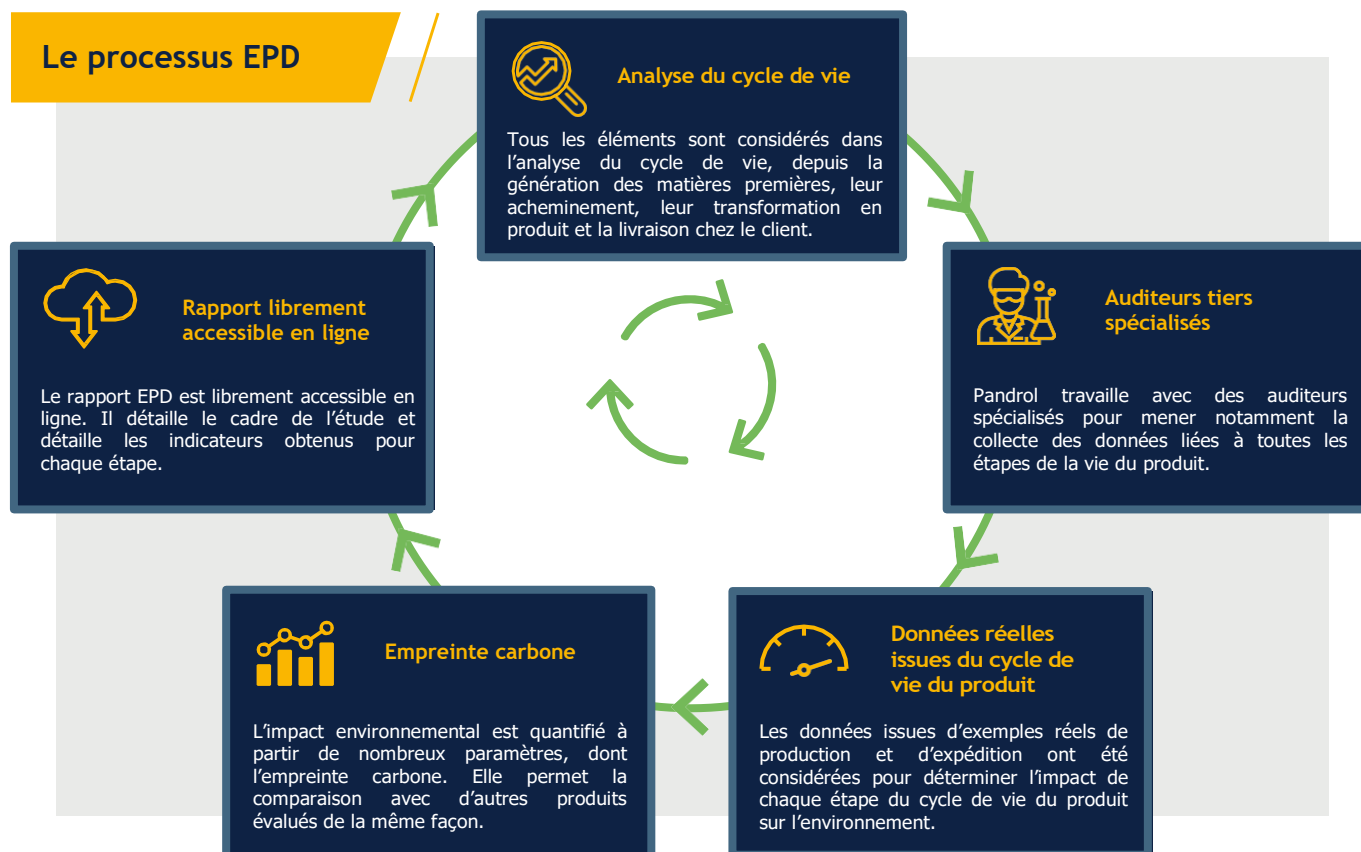 Le processus EPD
Analyse du cycle de vie
Tous les éléments sont considérés dans
l’analyse du cycle de vie, depuis la
génération des matières premières, leur
acheminement, leur transformation en
produit et la livraison chez le client.
Auditeurs tiers
spécialisés
Pandrol travaille avec des auditeurs
spécialisés pour mener notamment la
collecte des données liées à toutes les
étapes de la vie du produit.
Données réelles
issues du cycle de
vie du produit
Les données issues d’exemples réels de
production et d’expédition ont été
considérées pour déterminer l’impact de
chaque étape du cycle de vie du produit
sur l’environnement.
Empreinte carbone
L’impact environnemental est quantifié à
partir de nombreux paramètres, dont
l’empreinte carbone. Elle permet la
comparaison avec d’autres produits
évalués de la même façon.
Rapport librement
accessible en ligne
Le rapport EPD est librement accessible en
ligne. Il détaille le cadre de l’étude et
détaille les indicateurs obtenus pour
chaque étape.